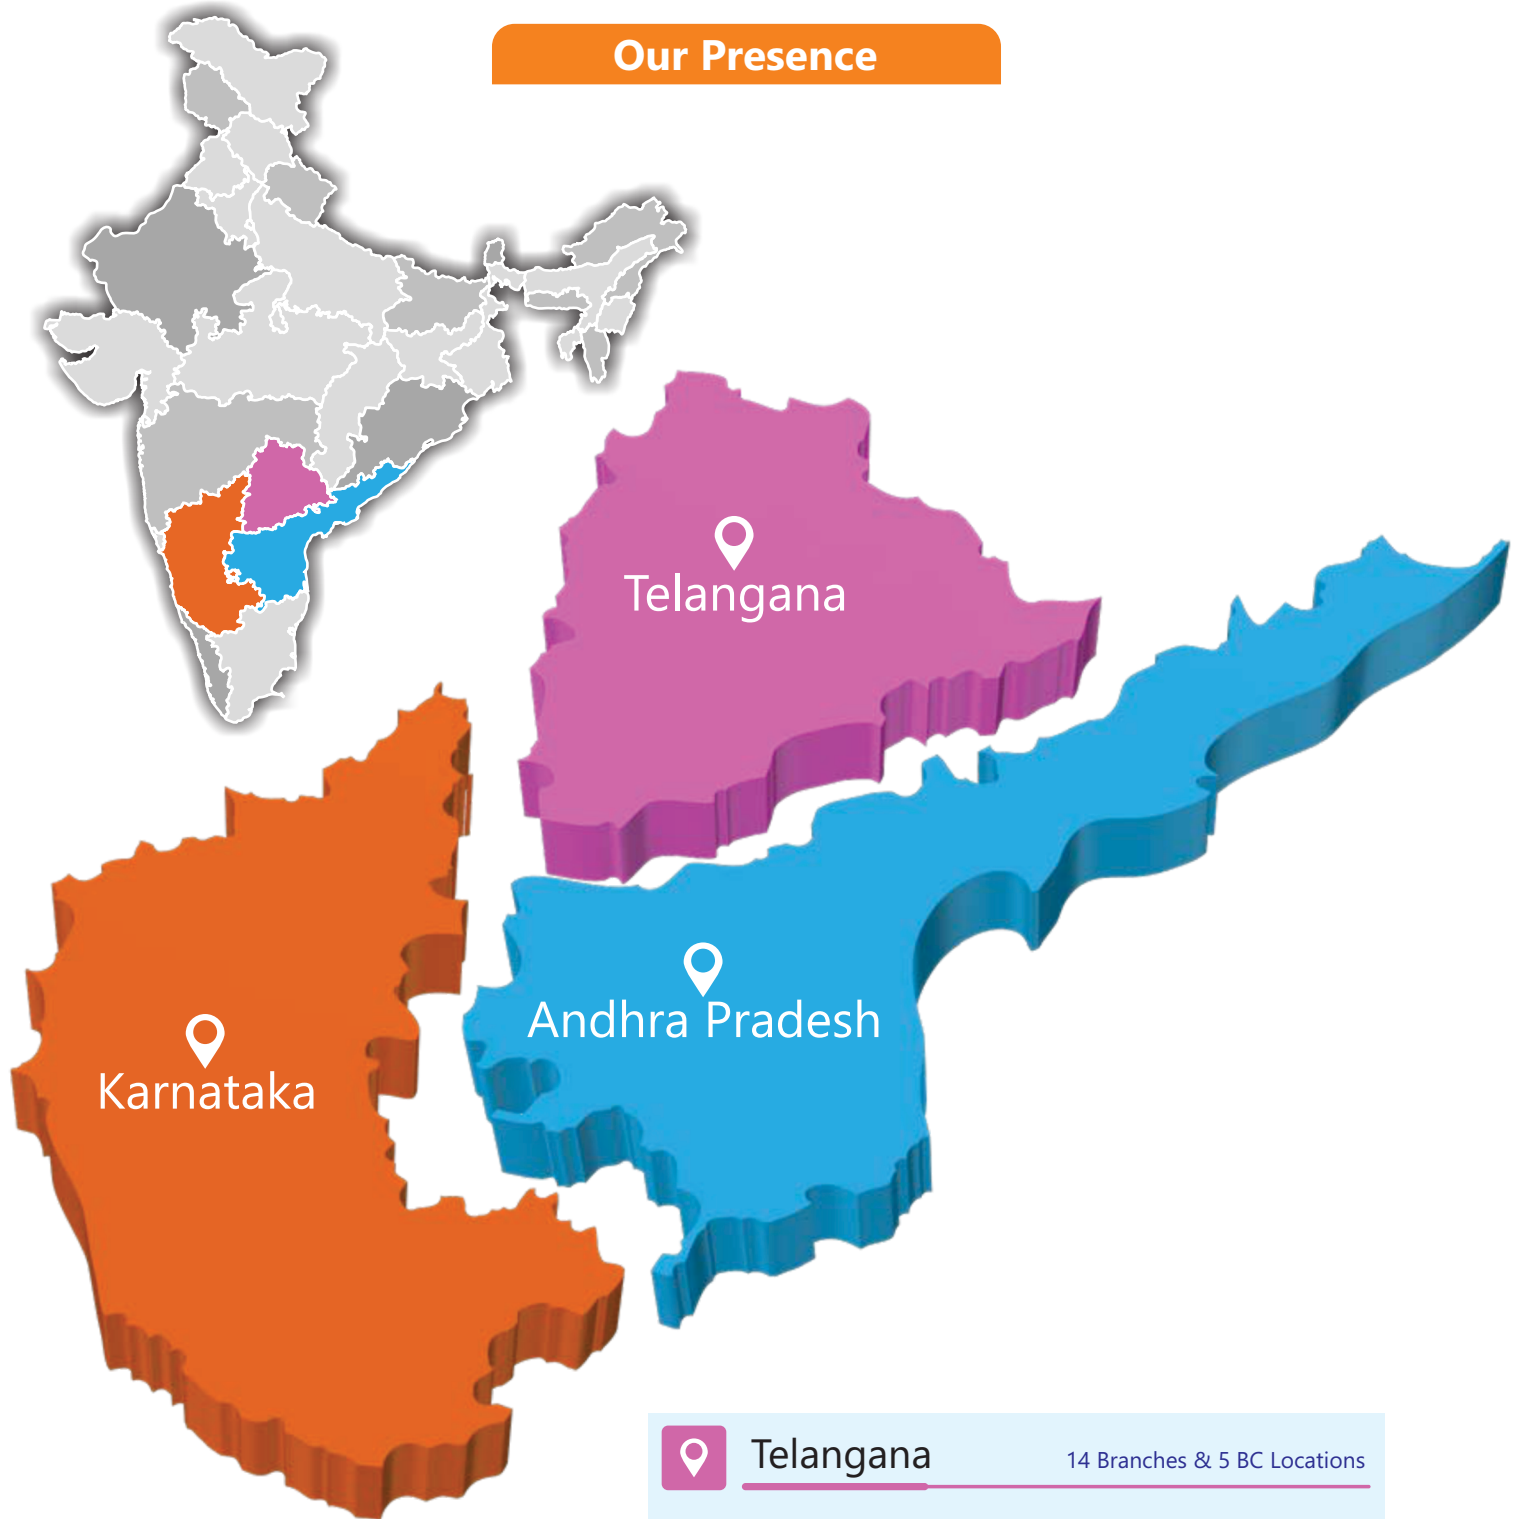 Our Presence
Telangana
Andhra Pradesh
Karnataka
Telangana
14 Branches & 5 BC Locations